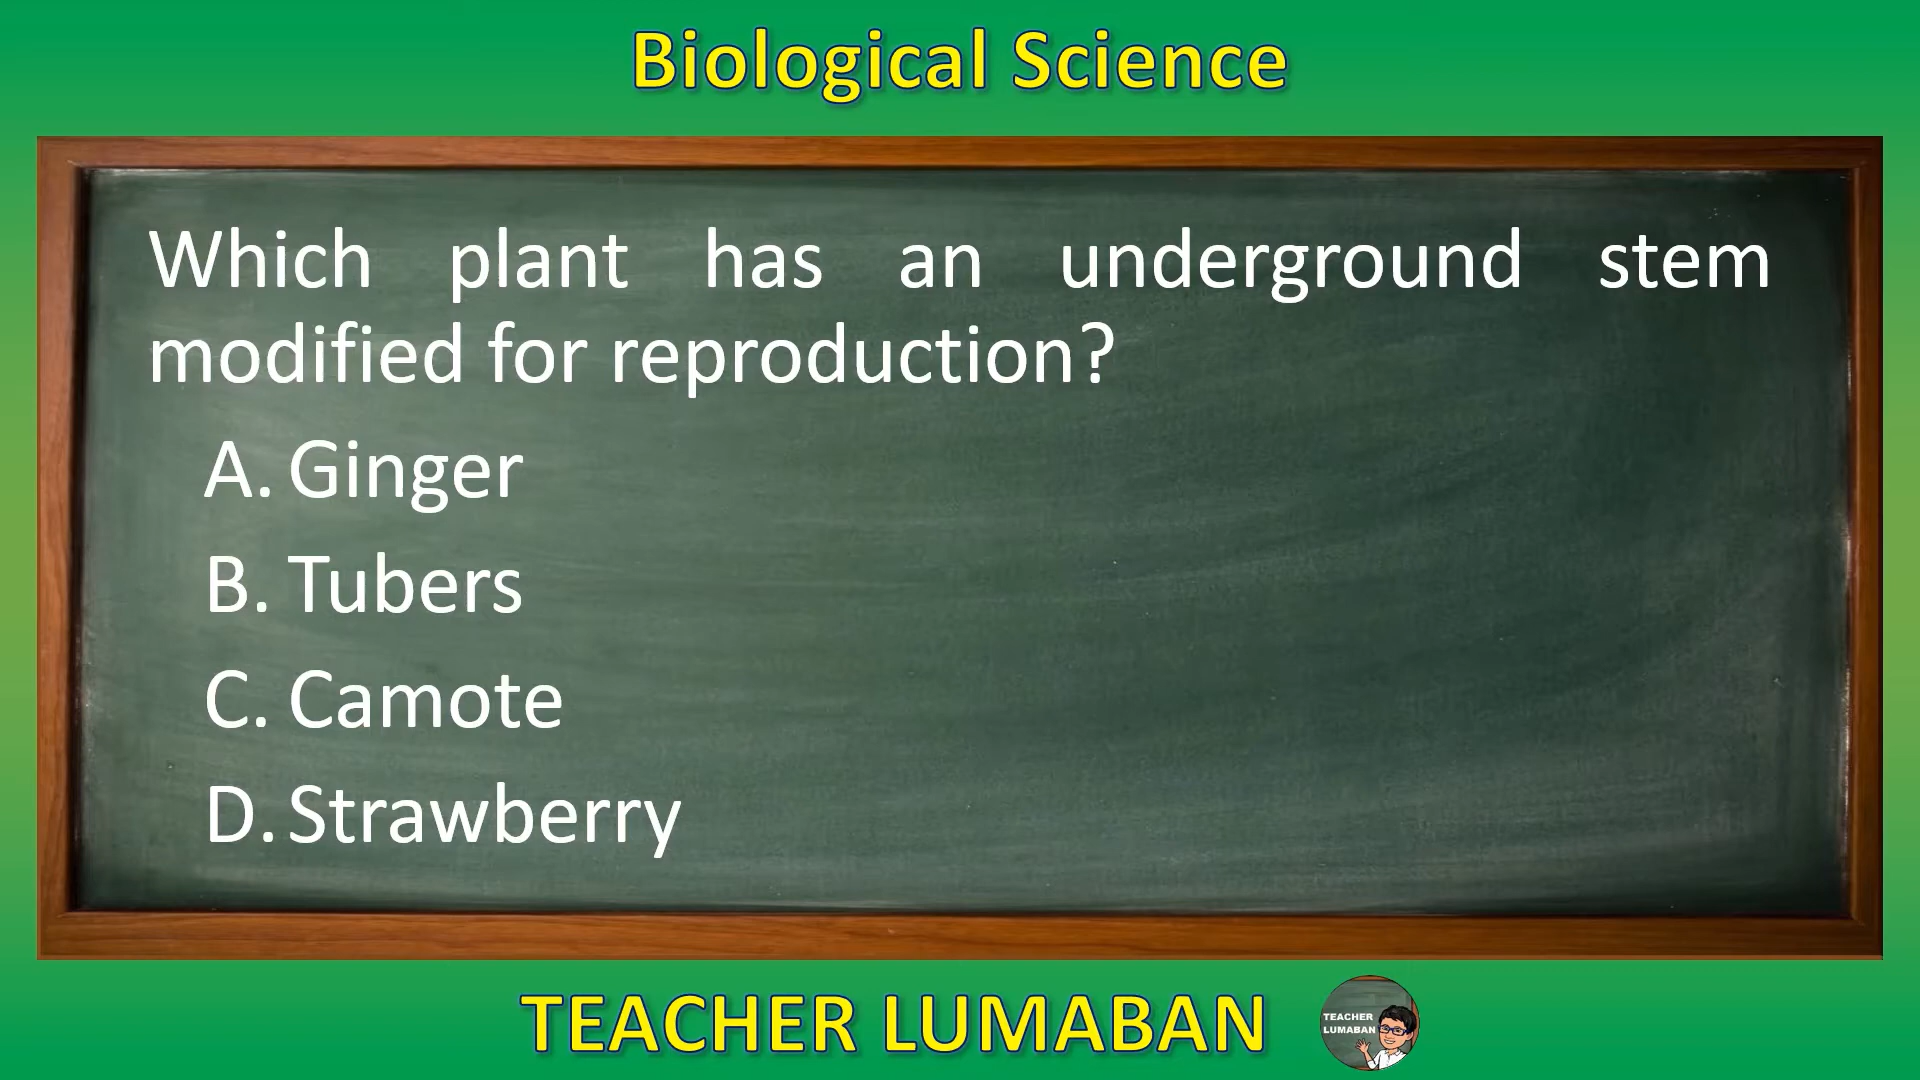 Biological Science
Which plant has an underground stem
modified for reproduction?
A. Ginger
B. Tubers
C. Camote
D. Strawberry
TEACHER LUMABAN
TEACHER
LUMABAN